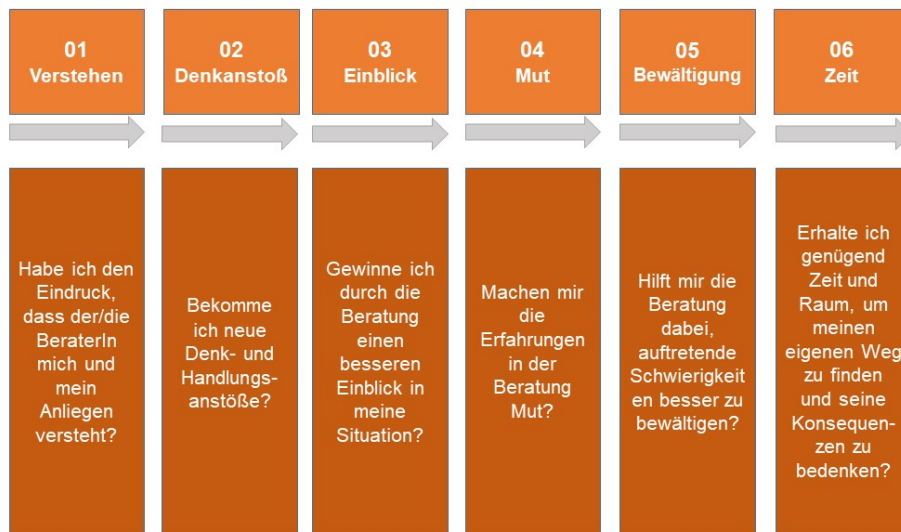 01
Verstehen
02
Denkanstoß
03
Einblick
04
Mut
05
Bewältigung
06
Zeit
Habe ich den
Eindruck,
dass der/die
BeraterIn
mich und
mein
Anliegen
versteht?
Bekomme
ich neue
Denk- und
Handlungs-
anstöße?
Gewinne ich
durch die
Beratung
einen
besseren
Einblick in
meine
Situation?
Machen mir
die
Erfahrungen
in der
Beratung
Mut?
Hilft mir die
Beratung
dabei,
auftretende
Schwierigkeit
en besser zu
bewältigen?
Erhalte ich
genügend
Zeit und
Raum, um
meinen
eigenen Weg
zu finden
und seine
Konsequen-
zen zu
bedenken?